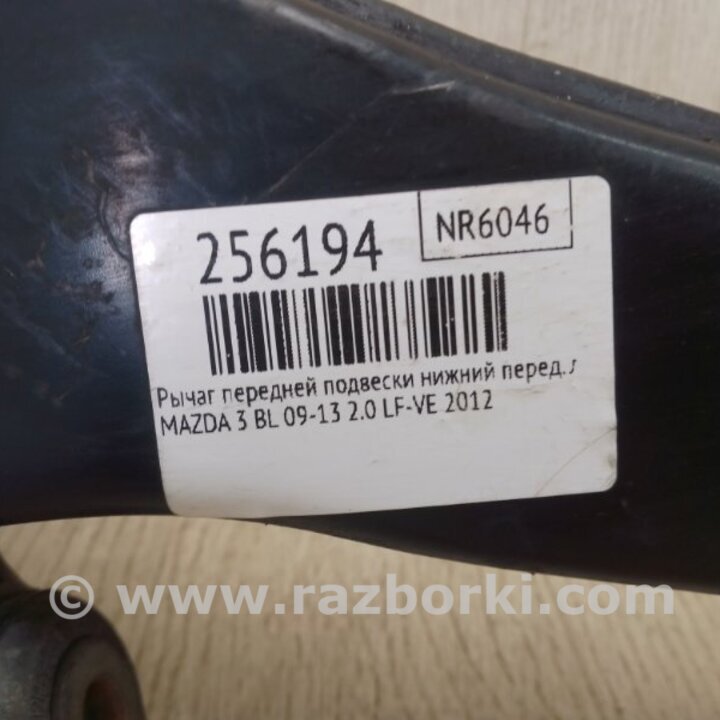 256194
NR6046
Рычаг передней подвески нижний перед.
MAZDA 3 BL 09-13 2.0 LF-VE 2012
© www.razborki.com